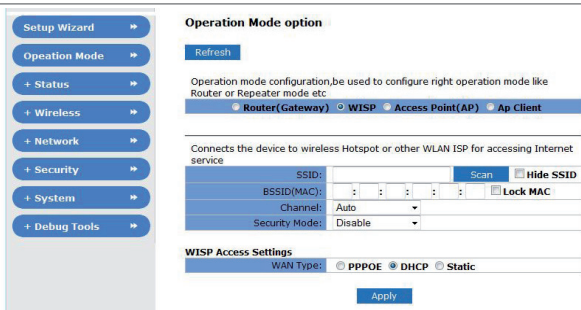 Setup Wizard
Opeation Mode
+ Status
+ Wireless
+ Network
+ Security
+ System
+ Debug Tools
Operation Mode option
Refresh
Operation mode configuration,be used to configure right operation mode like
Router or Repeater mode etc
Router(Gateway) WISP Access Point(AP) Ap Client
Connects the device to wireless Hotspot or other WLAN ISP for accessing Internet
service
SSID: Scan Hide SSID
BSSID(MAC): : : : : : Lock MAC
Channel: Auto
Security Mode: Disable
WISP Access Settings
WAN Type: PPPOE DHCP Static
Apply